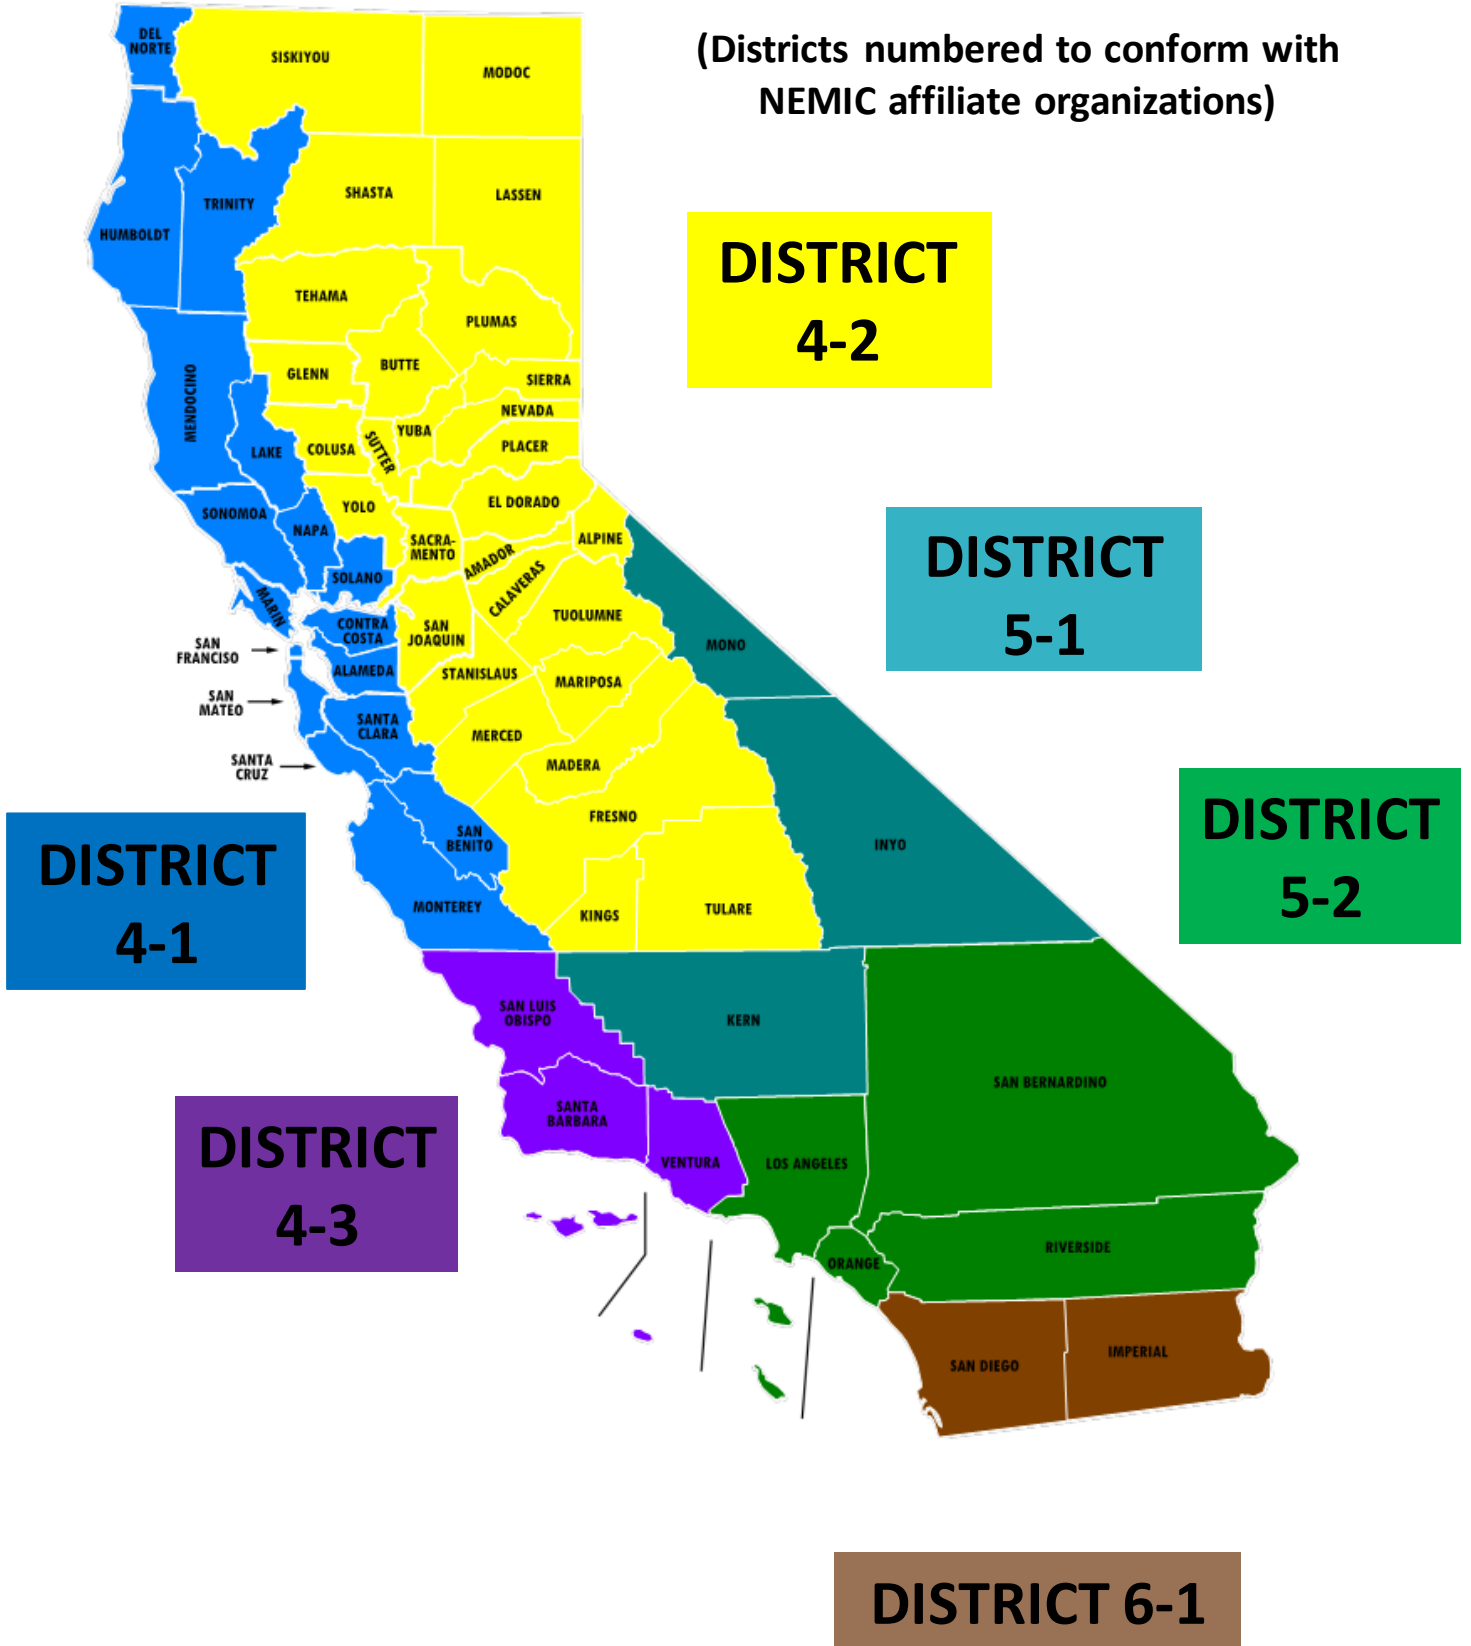 (Districts numbered to conform with
NEMIC affiliate organizations)
DEL
NORTE
SISKIYOU
MODOC
HUMBOLDT
TRINITY
SHASTA
LASSEN
TEHAMA
PLUMAS
MENDOCINO
GLENN
BUTTE
SIERRA
NEVADA
YUBA
PLACER
LAKE
COLUSA
SUTTER
SONOMOA
NAPA
YOLO
EL DORADO
SACRA-
MENTO
ALPINE
AMADOR
SOLANO
CALAVERAS
MARIN
CONTRA
COSTA
SAN
JOAQUIN
TUOLUMNE
MONO
SAN
FRANCISO
ALAMEDA
STANISLAUS
MARIPOSA
SAN
MATEO
SANTA
CLARA
MERCED
MADERA
SANTA
CRUZ
SAN
BENITO
FRESNO
INYO
MONTEREY
KINGS
TULARE
SAN LUIS
OBISPO
KERN
SAN BERNARDINO
SANTA
BARBARA
VENTURA
LOS ANGELES
ORANGE
RIVERSIDE
SAN DIEGO
IMPERIAL
DISTRICT
4-2
DISTRICT
5-1
DISTRICT
5-2
DISTRICT
4-1
DISTRICT
4-3
DISTRICT 6-1